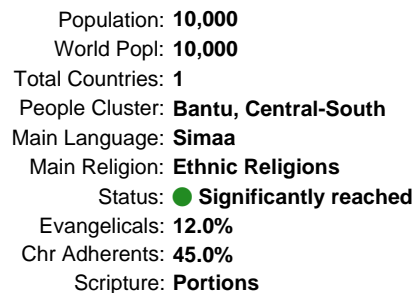 Population: 10,000
World Popl: 10,000
Total Countries: 1
People Cluster: Bantu, Central-South
Main Language: Simaa
Main Religion: Ethnic Religions
Status: Significantly reached
Evangelicals: 12.0%
Chr Adherents: 45.0%
Scripture: Portions